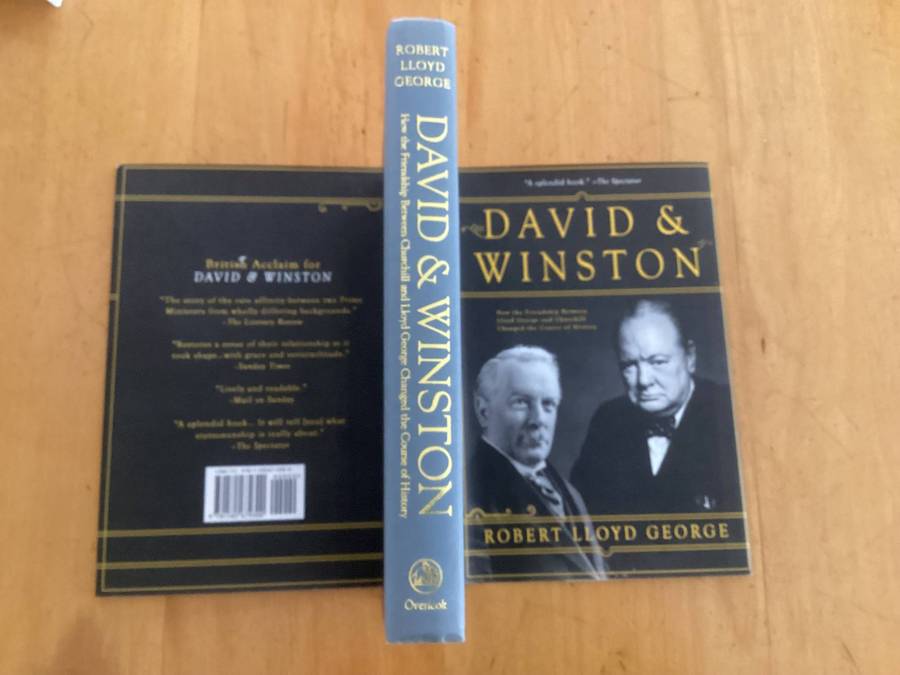 British Acclaim for
DAVID & WINSTON
"The story of the rare affinity between two Prime
Ministers from wholly differing backgrounds."
-The Literary Review
"Restores a sense of their relationship as it
took shape...with grace and verisimilitude."
-Sunday Times
"Lively and readable."
-Mail on Sunday
"A splendid book... It will tell [you] what
statesmanship is really about."
-The Spectator
ROBERT
LLOYD
GEORGE
DAVID & WINSTON
How the Friendship Between Churchill and Lloyd George Changed the Course of History
Overlook
"A splendid book." -The Spectator
DAVID &
WINSTON
How the Friendship Between
Lloyd George and Churchill
Changed the Course of History
ROBERT LLOYD GEORGE